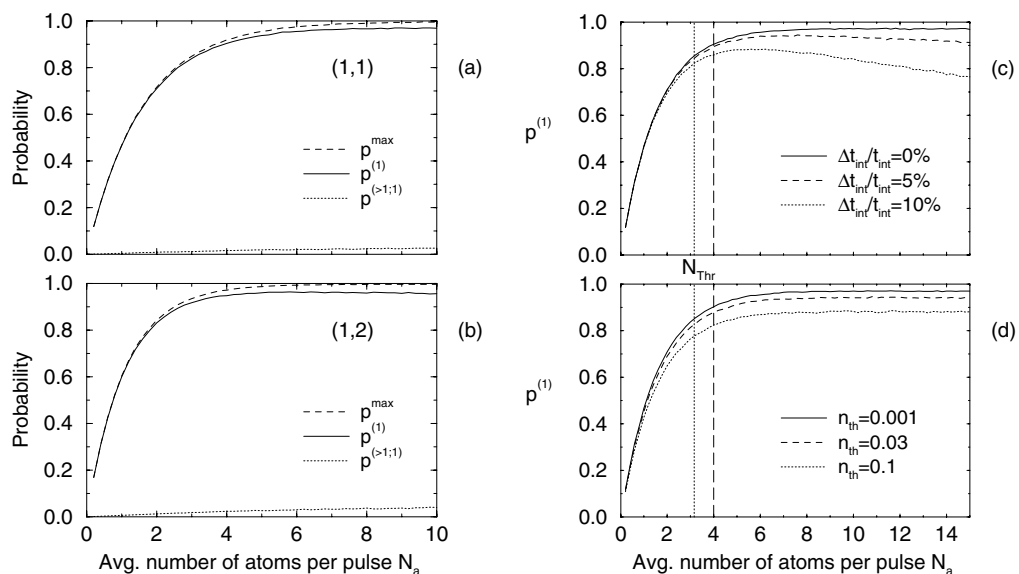 1.0
0.8
0.6
0.4
0.2
0.0
Probability
(1,1)
(a)
p^max
p^(1)
p^(>1;1)
1.0
0.8
0.6
0.4
0.2
0.0
0 2 4 6 8 10
Probability
(1,2)
(b)
p^max
p^(1)
p^(>1;1)
Avg. number of atoms per pulse N_a
1.0
0.8
0.6
0.4
0.2
0.0
p^(1)
(c)
Δt_int/t_int=0%
Δt_int/t_int=5%
Δt_int/t_int=10%
N_Thr
1.0
0.8
0.6
0.4
0.2
0.0
0 2 4 6 8 10 12 14
p^(1)
(d)
n_th=0.001
n_th=0.03
n_th=0.1
Avg. number of atoms per pulse N_a